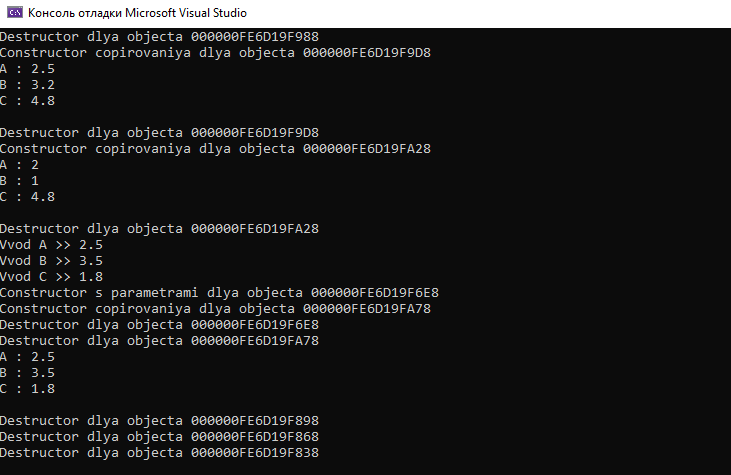 Консоль отладки Microsoft Visual Studio
Destructor dlya objecta 000000FE6D19F988
Constructor copirovaniya dlya objecta 000000FE6D19F9D8
A : 2.5
B : 3.2
C : 4.8
Destructor dlya objecta 000000FE6D19F9D8
Constructor copirovaniya dlya objecta 000000FE6D19FA28
A : 2
B : 1
C : 4.8
Destructor dlya objecta 000000FE6D19FA28
Vvod A >> 2.5
Vvod B >> 3.5
Vvod C >> 1.8
Constructor s parametrami dlya objecta 000000FE6D19F6E8
Constructor copirovaniya dlya objecta 000000FE6D19FA78
Destructor dlya objecta 000000FE6D19F6E8
Destructor dlya objecta 000000FE6D19FA78
A : 2.5
B : 3.5
C : 1.8
Destructor dlya objecta 000000FE6D19F898
Destructor dlya objecta 000000FE6D19F868
Destructor dlya objecta 000000FE6D19F838